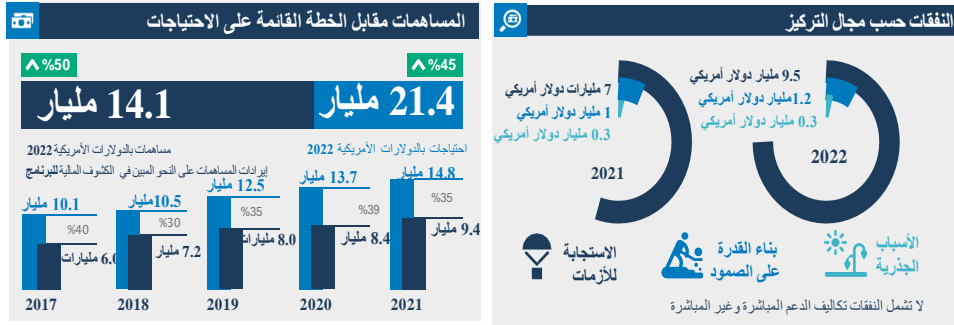 النفقات حسب مجال التركيز
9.5 مليار دولار أمريكي
1.2مليار دولار أمريكي
0.3 مليار دولار أمريكي
2022
7 مليارات دولار أمريكي
1 مليار دولار أمريكي
0.3 مليار دولار أمريكي
2021
الأسباب
الجذرية
بناء القدرة
على الصمود
الاستجابة
للأزمات
لا تشمل النفقات تكاليف الدعم المباشرة وغير المباشرة
المساهمات مقابل الخطة القائمة على الاحتياجات
%45
%50
21.4 مليار
14.1 مليار
احتياجات بالدولارات الأمريكية 2022
مساهمات بالدولارات الأمريكية 2022
إيرادات المساهمات على النحو المبين في الكشوف المالية للبرنامج
10.1 مليار
%40
6.0 مليارات
2017
10.5مليار
%30
7.2 مليار
2018
12.5 مليار
%35
8.0 مليارات
2019
13.7 مليار
%39
8.4 مليار
2020
14.8 مليار
%35
9.4 مليار
2021